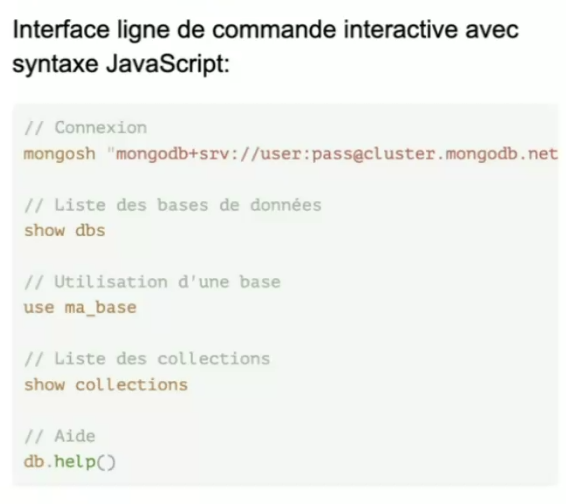 Interface ligne de commande interactive avec
syntaxe JavaScript:
// Connexion
mongosh "mongodb+srv://user:pass@cluster.mongodb.net
// Liste des bases de données
show dbs
// Utilisation d'une base
use ma_base
// Liste des collections
show collections
// Aide
db.help()